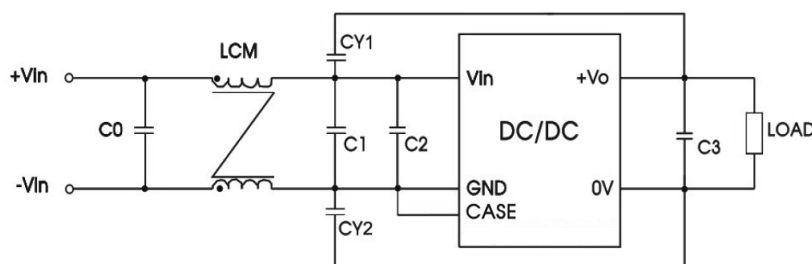 LCM
CY1
+Vin
Vin
+Vo
C0
C1
C2
DC/DC
C3
LOAD
-Vin
GND
0V
CASE
CY2